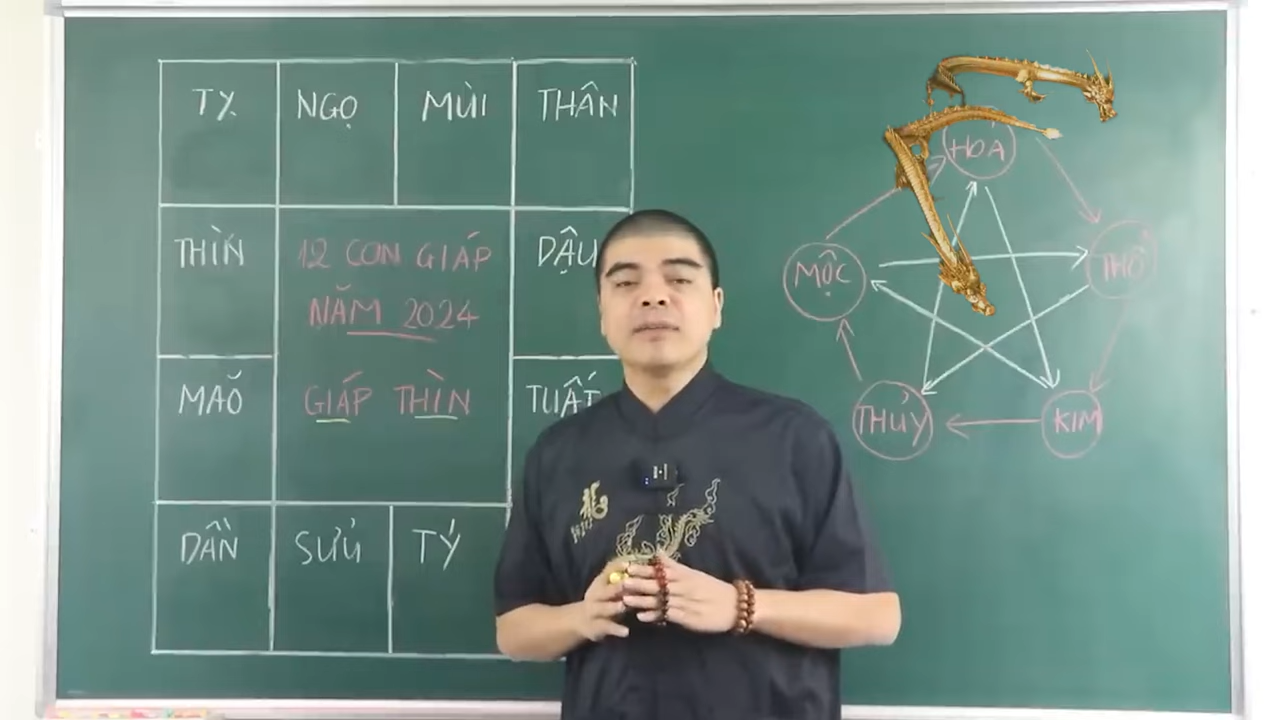 TỴ NGỌ MÙI THÂN
THÌN
12 CON GIÁP
NĂM 2024
DẬU
MÃO
GIÁP THÌN
TUẤT
DẦN SỬU TÝ
HOẢ
MỘC
THỔ
THỦY
KIM